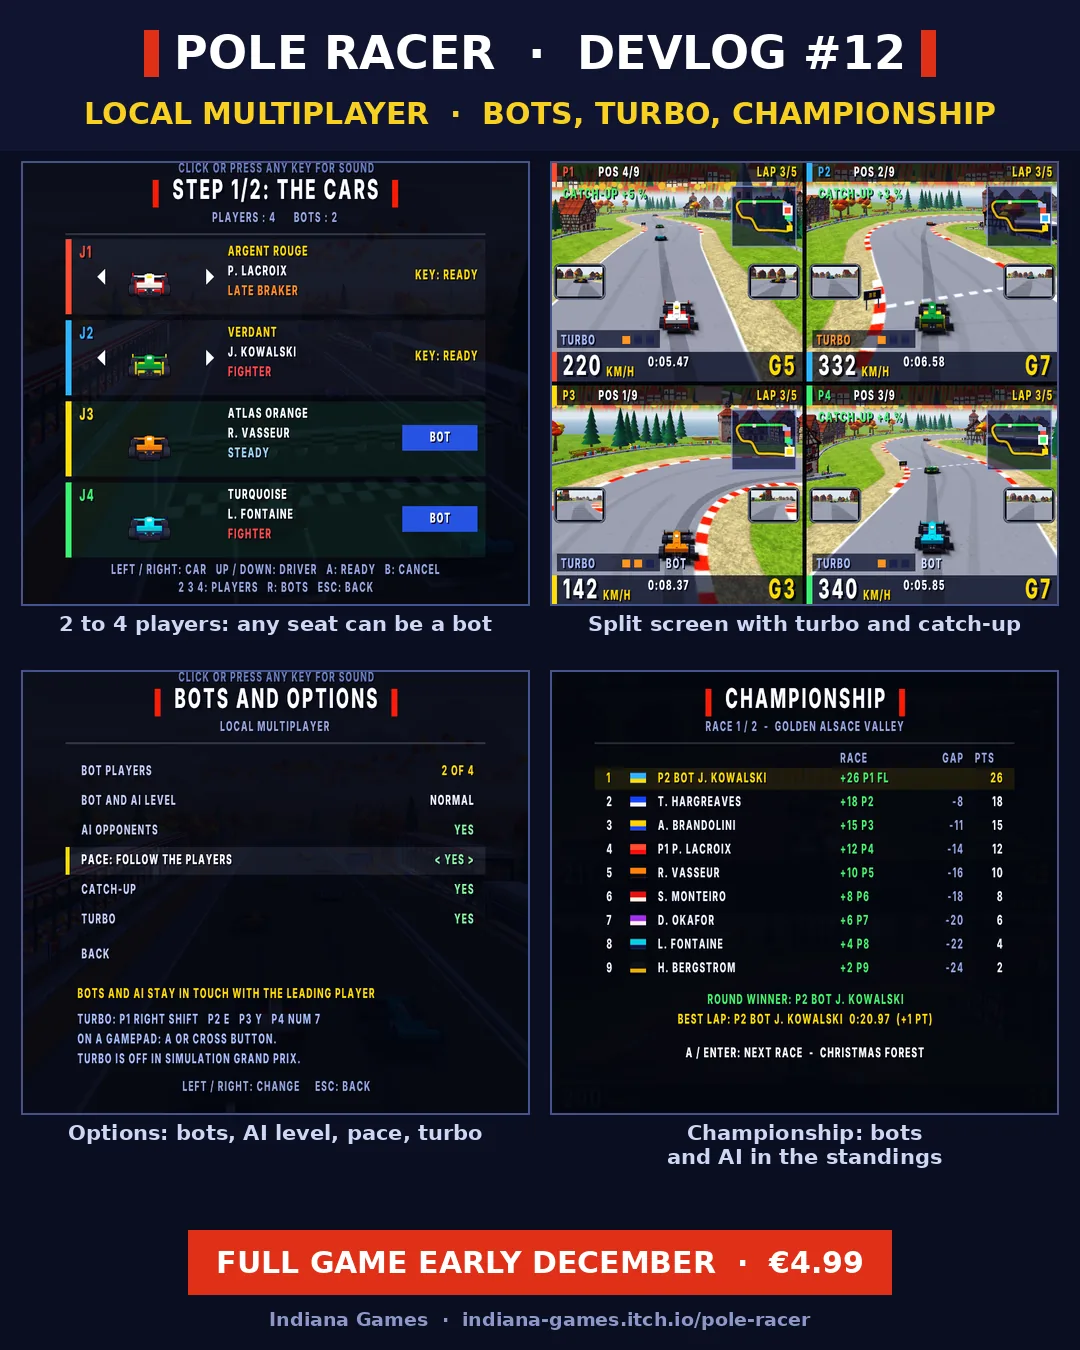 POLE RACER · DEVLOG #12
LOCAL MULTIPLAYER · BOTS, TURBO, CHAMPIONSHIP
CLICK OR PRESS ANY KEY FOR SOUND
STEP 1/2: THE CARS
PLAYERS : 4 BOTS : 2
J1
ARGENT ROUGE
P. LACROIX
LATE BRAKER
KEY: READY
J2
VERDANT
J. KOWALSKI
FIGHTER
KEY: READY
J3
ATLAS ORANGE
R. VASSEUR
STEADY
BOT
J4
TURQUOISE
L. FONTAINE
FIGHTER
BOT
LEFT / RIGHT: CAR UP / DOWN: DRIVER A: READY B: CANCEL
2 3 4: PLAYERS R: BOTS ESC: BACK
2 to 4 players: any seat can be a bot
P1 POS 4/9 LAP 3/5
CATCH-UP +5 %
TURBO
220 KM/H 0:05.47 G5
P2 POS 2/9 LAP 3/5
CATCH-UP +3 %
TURBO
332 KM/H 0:06.58 G7
P3 POS 1/9 LAP 3/5
TURBO BOT
142 KM/H 0:08.37 G3
P4 POS 3/9 LAP 3/5
CATCH-UP +4 %
TURBO BOT
340 KM/H 0:05.85 G7
Split screen with turbo and catch-up
CLICK OR PRESS ANY KEY FOR SOUND
BOTS AND OPTIONS
LOCAL MULTIPLAYER
BOT PLAYERS 2 OF 4
BOT AND AI LEVEL NORMAL
AI OPPONENTS YES
PACE: FOLLOW THE PLAYERS < YES >
CATCH-UP YES
TURBO YES
BACK
BOTS AND AI STAY IN TOUCH WITH THE LEADING PLAYER
TURBO: P1 RIGHT SHIFT P2 E P3 Y P4 NUM 7
ON A GAMEPAD: A OR CROSS BUTTON.
TURBO IS OFF IN SIMULATION GRAND PRIX.
LEFT / RIGHT: CHANGE ESC: BACK
Options: bots, AI level, pace, turbo
CHAMPIONSHIP
RACE 1 / 2 - GOLDEN ALSACE VALLEY
RACE GAP PTS
1 P2 BOT J. KOWALSKI +26 P1 FL 26
2 T. HARGREAVES +18 P2 -8 18
3 A. BRANDOLINI +15 P3 -11 15
4 P1 P. LACROIX +12 P4 -14 12
5 R. VASSEUR +10 P5 -16 10
6 S. MONTEIRO +8 P6 -18 8
7 D. OKAFOR +6 P7 -20 6
8 L. FONTAINE +4 P8 -22 4
9 H. BERGSTROM +2 P9 -24 2
ROUND WINNER: P2 BOT J. KOWALSKI
BEST LAP: P2 BOT J. KOWALSKI 0:20.97 (+1 PT)
A / ENTER: NEXT RACE - CHRISTMAS FOREST
Championship: bots
and AI in the standings
FULL GAME EARLY DECEMBER · €4.99
Indiana Games · indiana-games.itch.io/pole-racer